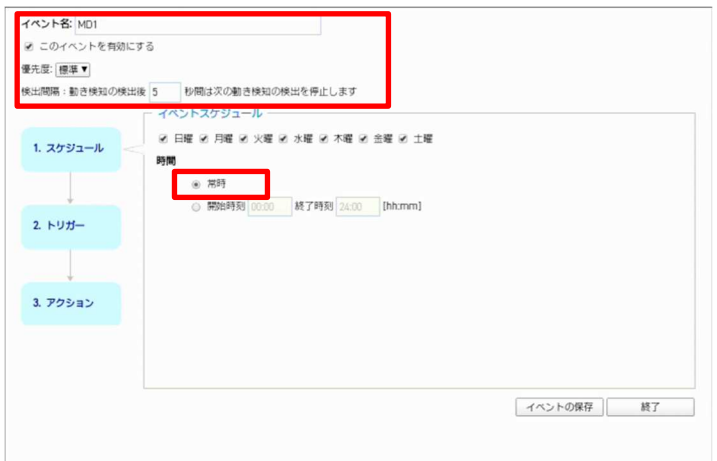 イベント名: MD1
このイベントを有効にする
優先度: 標準▼
検出間隔：動き検知の検出後 5 秒間は次の動き検知の検出を停止します
イベントスケジュール
日曜 月曜 火曜 水曜 木曜 金曜 土曜
時間
常時
開始時刻 00:00 終了時刻 24:00 [hh:mm]
1. スケジュール
2. トリガー
3. アクション
イベントの保存 終了